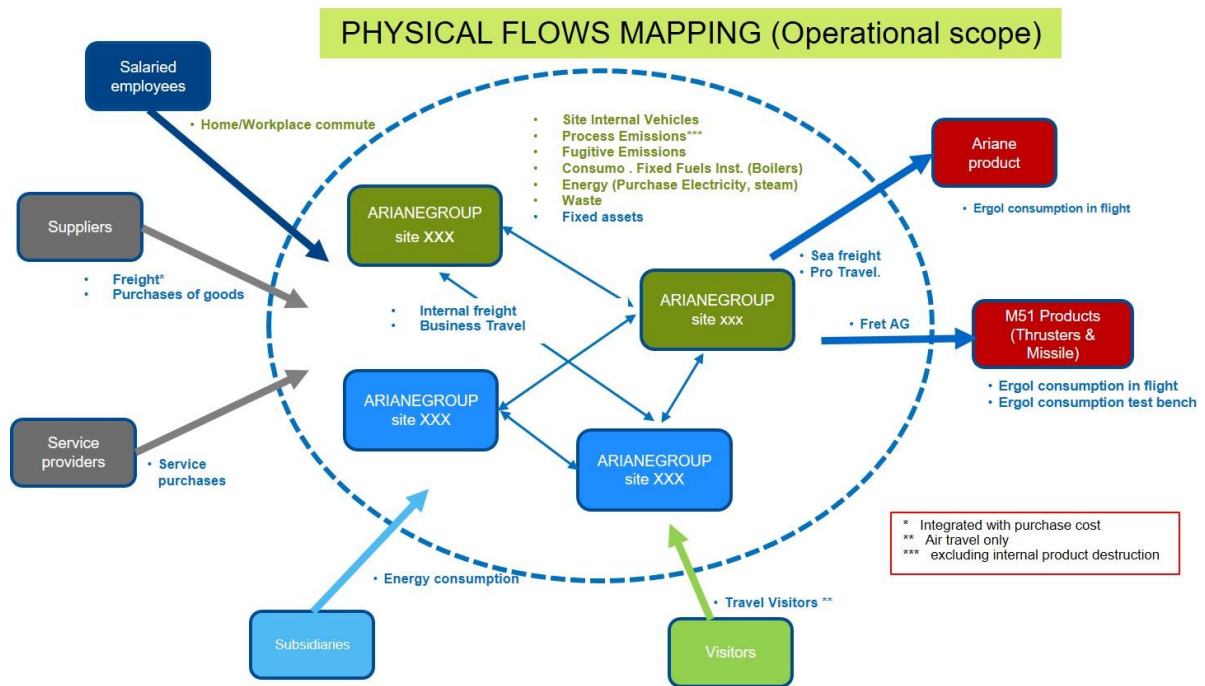 PHYSICAL FLOWS MAPPING (Operational scope)
Salaried
employees
• Home/Workplace commute
• Site Internal Vehicles
• Process Emissions***
• Fugitive Emissions
• Consumo . Fixed Fuels Inst. (Boilers)
• Energy (Purchase Electricity, steam)
• Waste
• Fixed assets
Ariane
product
• Ergol consumption in flight
Suppliers
• Freight*
• Purchases of goods
ARIANEGROUP
site XXX
• Internal freight
• Business Travel
ARIANEGROUP
site xxx
• Sea freight
• Pro Travel.
• Fret AG
M51 Products
(Thrusters &
Missile)
• Ergol consumption in flight
• Ergol consumption test bench
ARIANEGROUP
site XXX
ARIANEGROUP
site XXX
Service
providers
• Service
purchases
* Integrated with purchase cost
** Air travel only
*** excluding internal product destruction
• Energy consumption
Subsidiaries
• Travel Visitors **
Visitors